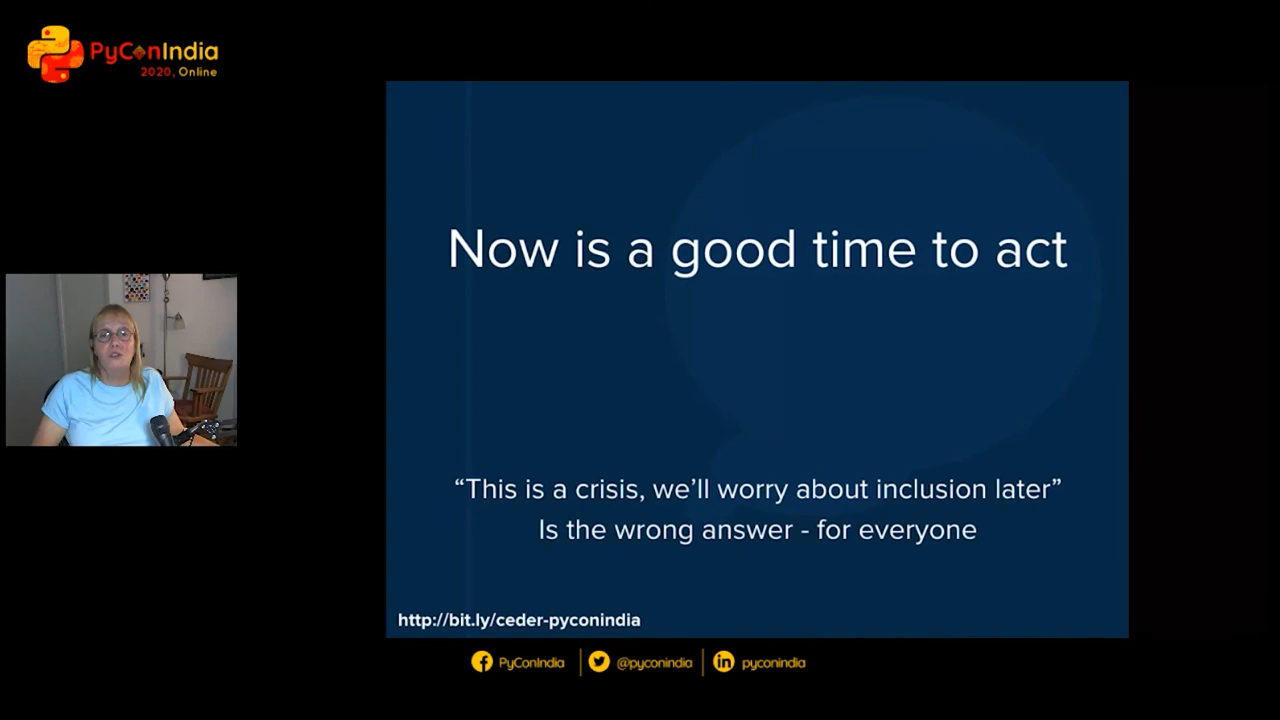 PyConIndia
2020, Online
Now is a good time to act
“This is a crisis, we’ll worry about inclusion later”
Is the wrong answer - for everyone
http://bit.ly/ceder-pyconindia
PyConIndia
@pyconindia
pyconindia